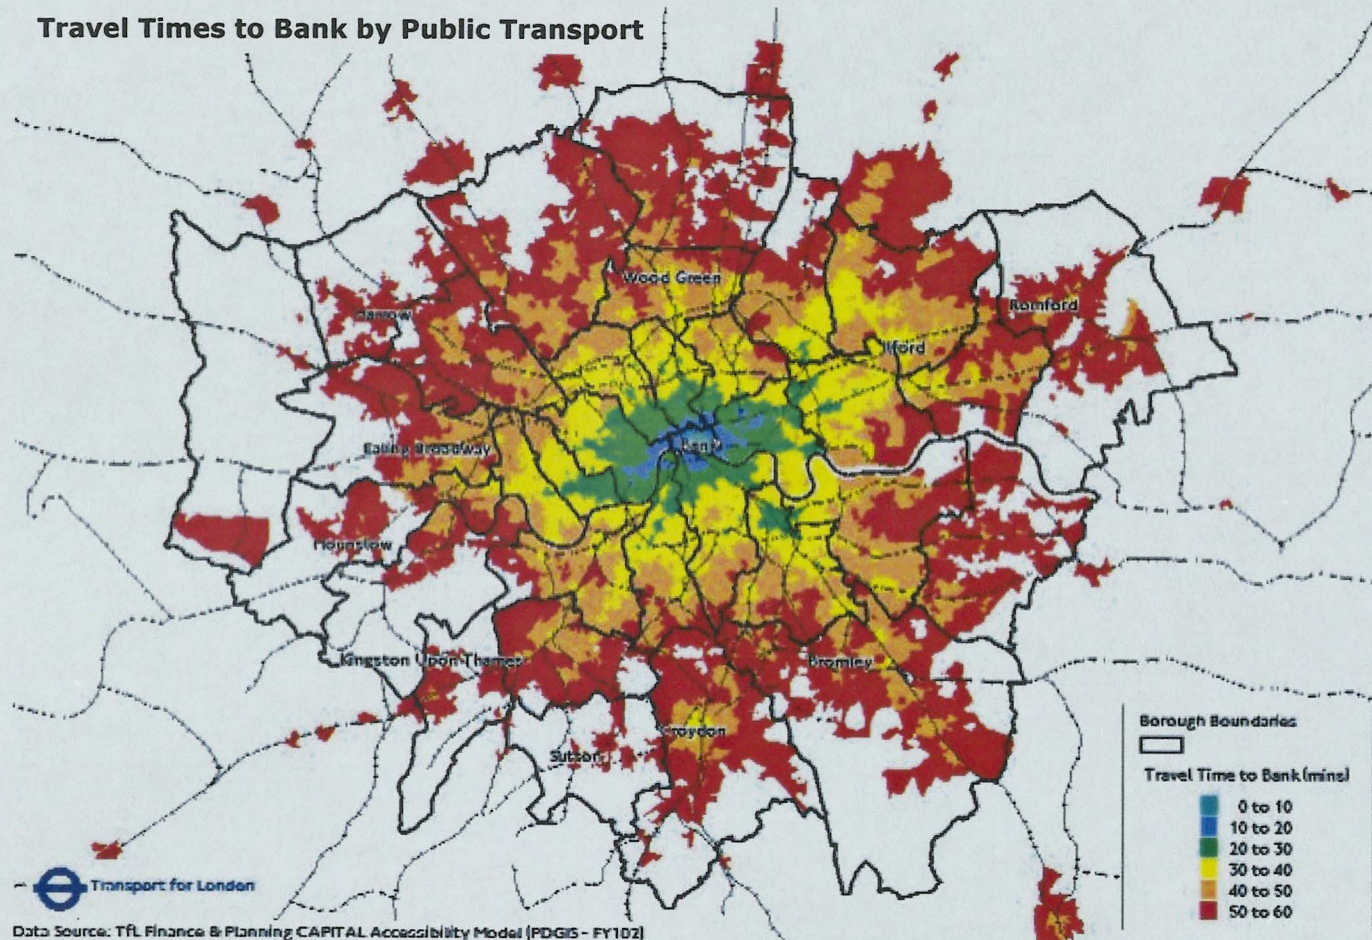 Travel Times to Bank by Public Transport
Wood Green
Romford
Harrow
Ilford
Bank
Ealing Broadway
Hounslow
Kingston Upon Thames
Bromley
Croydon
Sutton
Borough Boundaries
Travel Time to Bank (mins)
0 to 10
10 to 20
20 to 30
30 to 40
40 to 50
50 to 60
Transport for London
Data Source: TfL Finance & Planning CAPITAL Accessibility Model (PDGIS - FY102)